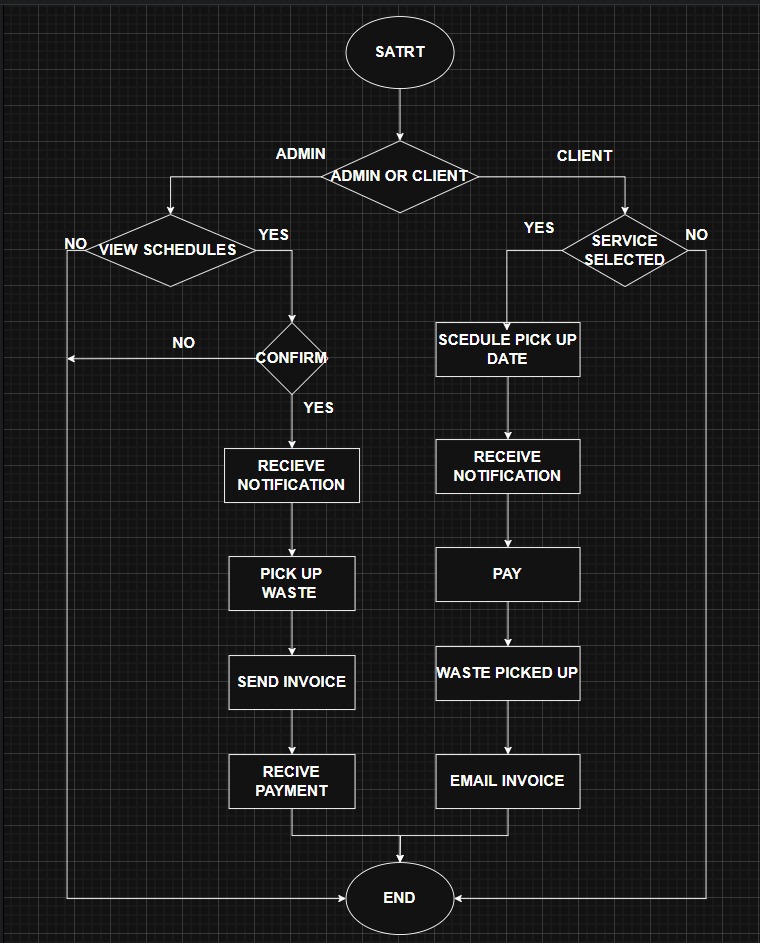 SATRT
ADMIN
CLIENT
ADMIN OR CLIENT
NO
VIEW SCHEDULES
YES
YES
SERVICE
SELECTED
NO
NO
CONFIRM
YES
SCEDULE PICK UP
DATE
RECIEVE
NOTIFICATION
RECEIVE
NOTIFICATION
PICK UP
WASTE
PAY
SEND INVOICE
WASTE PICKED UP
RECIVE
PAYMENT
EMAIL INVOICE
END